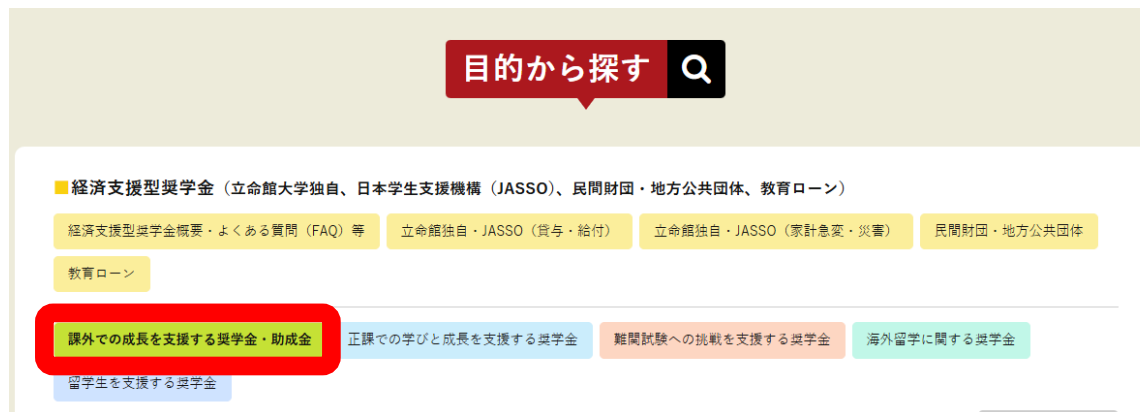 目的から探す
■経済支援型奨学金（立命館大学独自、日本学生支援機構（JASSO）、民間財団・地方公共団体、教育ローン）
経済支援型奨学金概要・よくある質問（FAQ）等 立命館独自・JASSO（貸与・給付） 立命館独自・JASSO（家計急変・災害） 民間財団・地方公共団体
教育ローン
課外での成長を支援する奨学金・助成金 正課での学びと成長を支援する奨学金 難関試験への挑戦を支援する奨学金 海外留学に関する奨学金
留学生を支援する奨学金